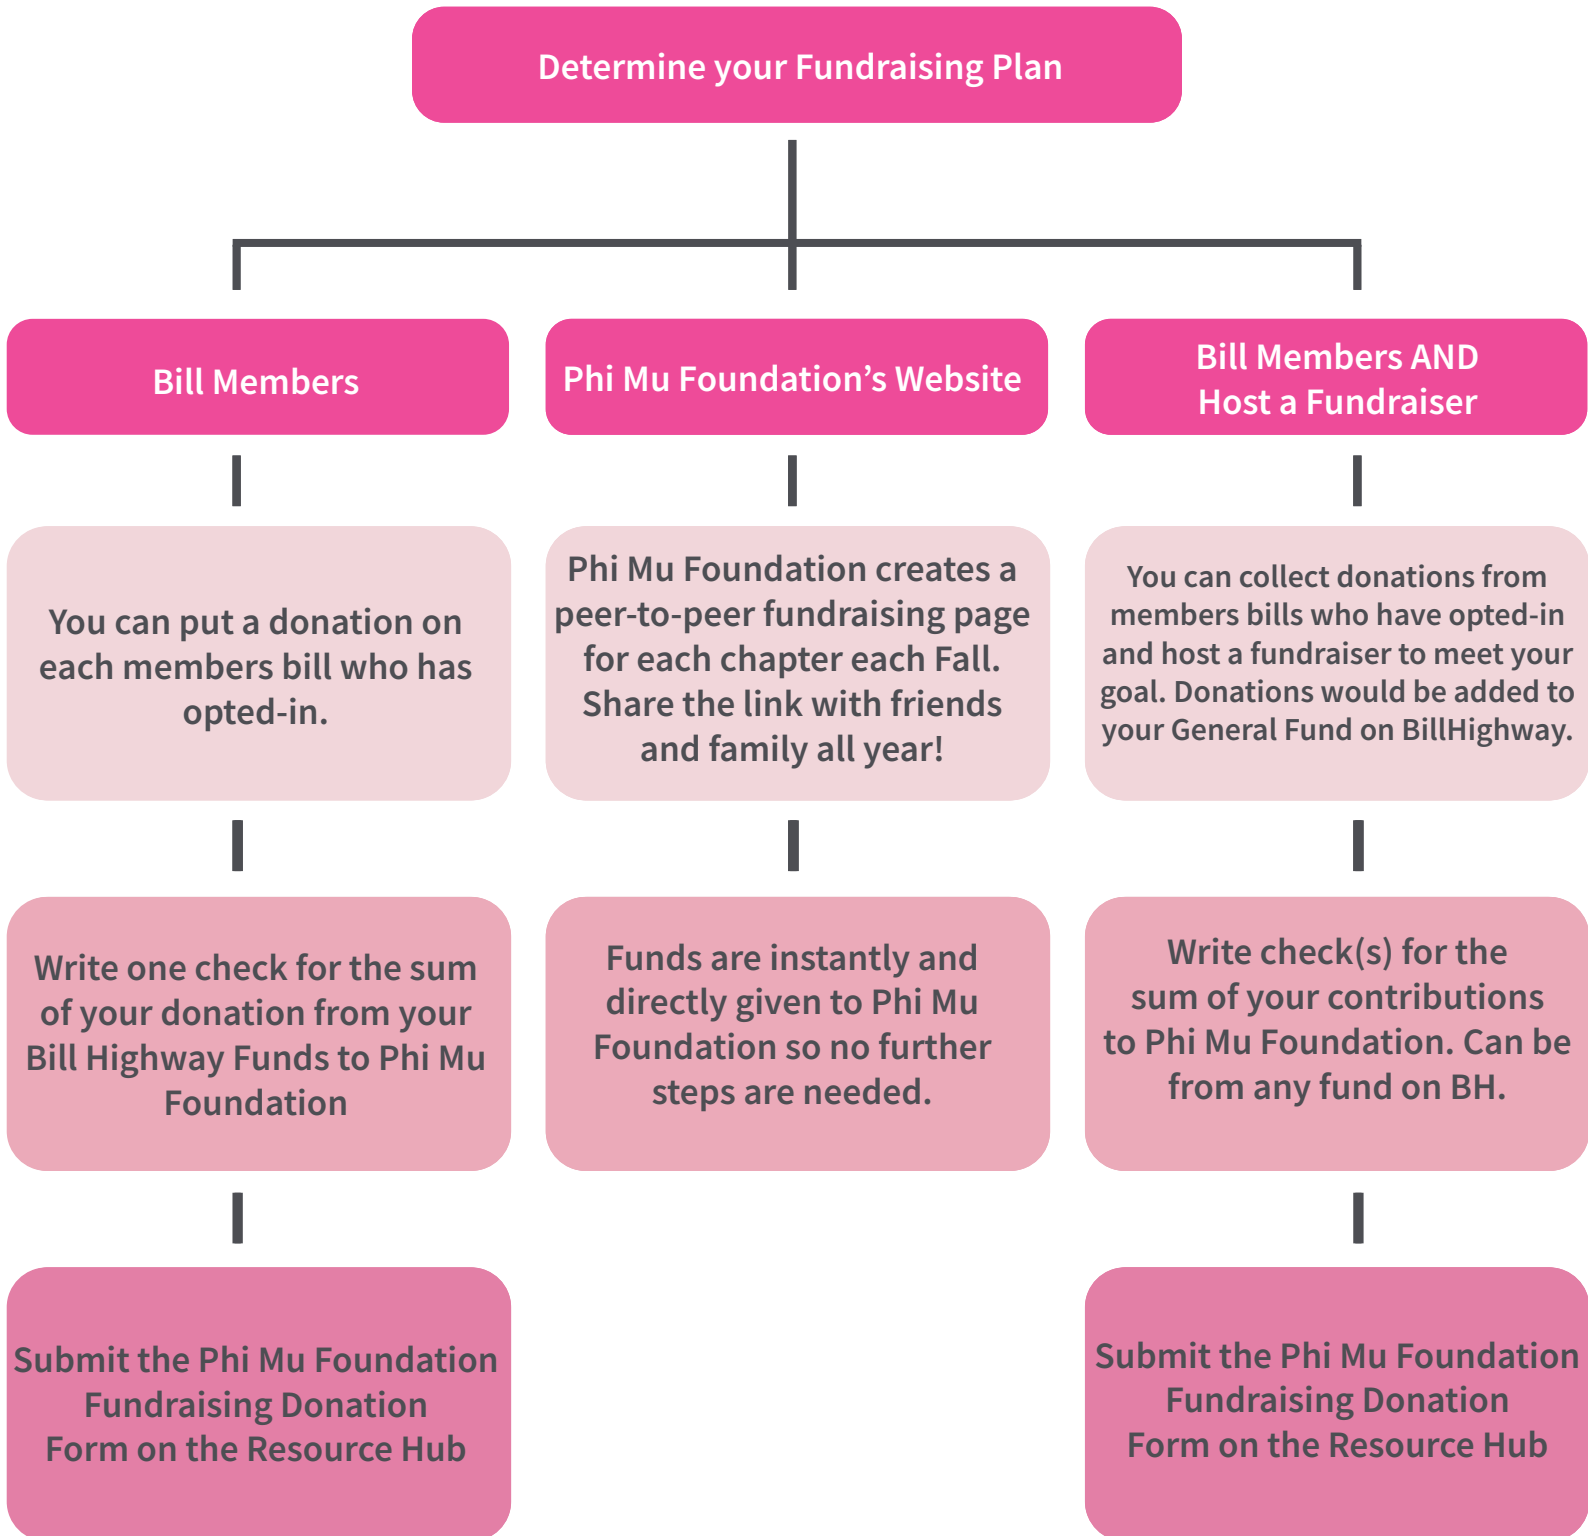 Determine your Fundraising Plan
Bill Members
Phi Mu Foundation’s Website
Bill Members AND
Host a Fundraiser
You can put a donation on
each members bill who has
opted-in.
Phi Mu Foundation creates a
peer-to-peer fundraising page
for each chapter each Fall.
Share the link with friends
and family all year!
You can collect donations from
members bills who have opted-in
and host a fundraiser to meet your
goal. Donations would be added to
your General Fund on BillHighway.
Write one check for the sum
of your donation from your
Bill Highway Funds to Phi Mu
Foundation
Funds are instantly and
directly given to Phi Mu
Foundation so no further
steps are needed.
Write check(s) for the
sum of your contributions
to Phi Mu Foundation. Can be
from any fund on BH.
Submit the Phi Mu Foundation
Fundraising Donation
Form on the Resource Hub
Submit the Phi Mu Foundation
Fundraising Donation
Form on the Resource Hub